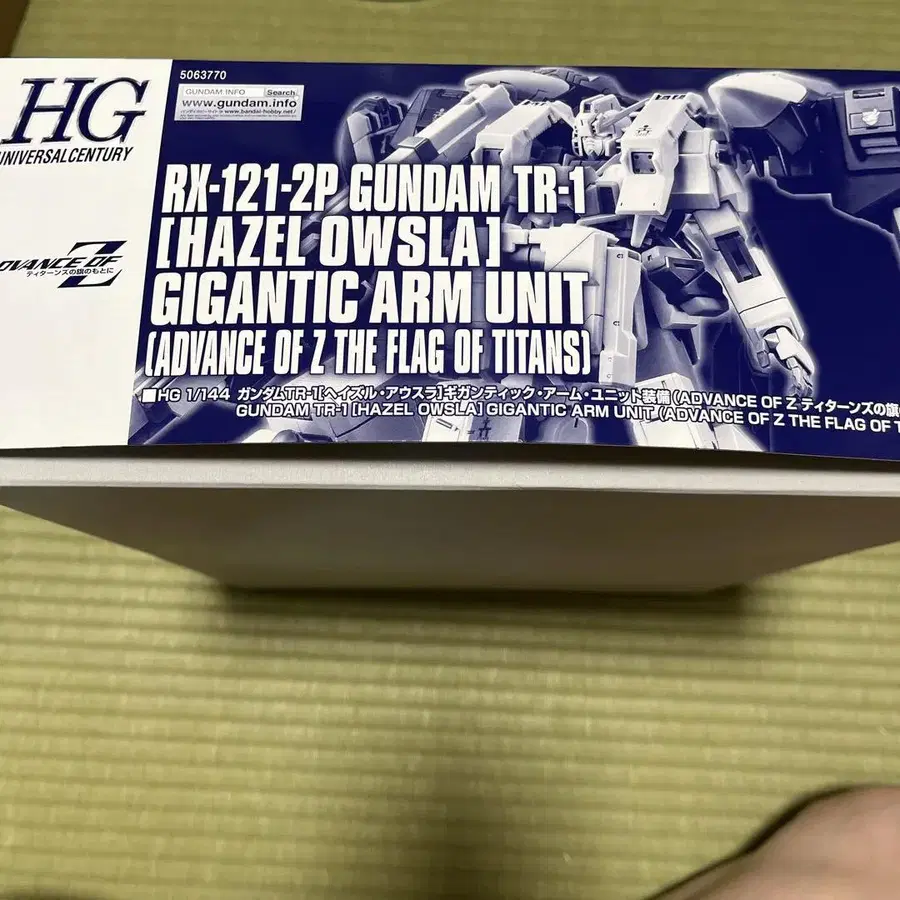 HG
UNIVERSAL CENTURY
5063770
GUNDAM.INFO Search
www.gundam.info
RX-121-2P GUNDAM TR-1
[HAZEL OWSLA]
GIGANTIC ARM UNIT
(ADVANCE OF Z THE FLAG OF TITANS)
DVANCE OF Z
ティターンズの旗のもとに
■HG 1/144 ガンダムTR-1[ヘイズル・アウスラ]ギガンティック・アーム・ユニット装備 (ADVANCE OF Z ティターンズの旗
GUNDAM TR-1 [HAZEL OWSLA] GIGANTIC ARM UNIT (ADVANCE OF Z THE FLAG OF T